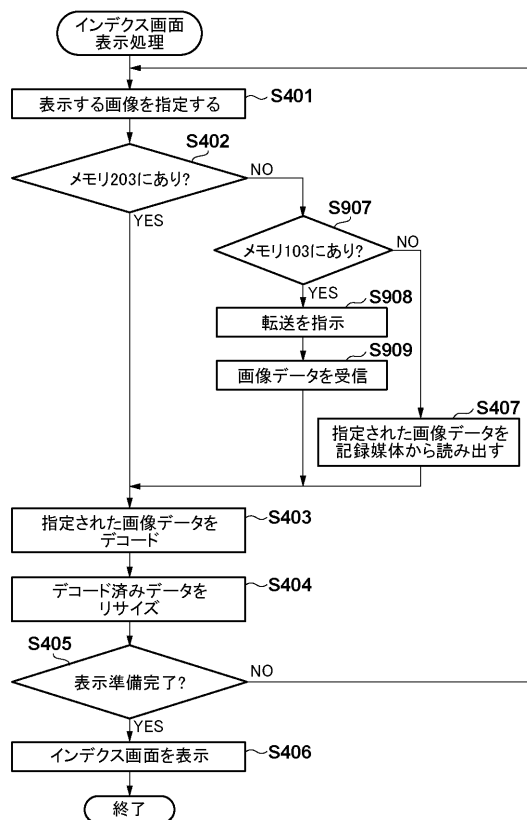 インデクス画面
表示処理
表示する画像を指定する
S401
S402
メモリ203にあり?
NO
YES
S907
メモリ103にあり?
NO
YES
S908
転送を指示
S909
画像データを受信
S407
指定された画像データを
記録媒体から読み出す
指定された画像データを
デコード
S403
デコード済みデータを
リサイズ
S404
S405
表示準備完了?
NO
YES
インデクス画面を表示
S406
終了